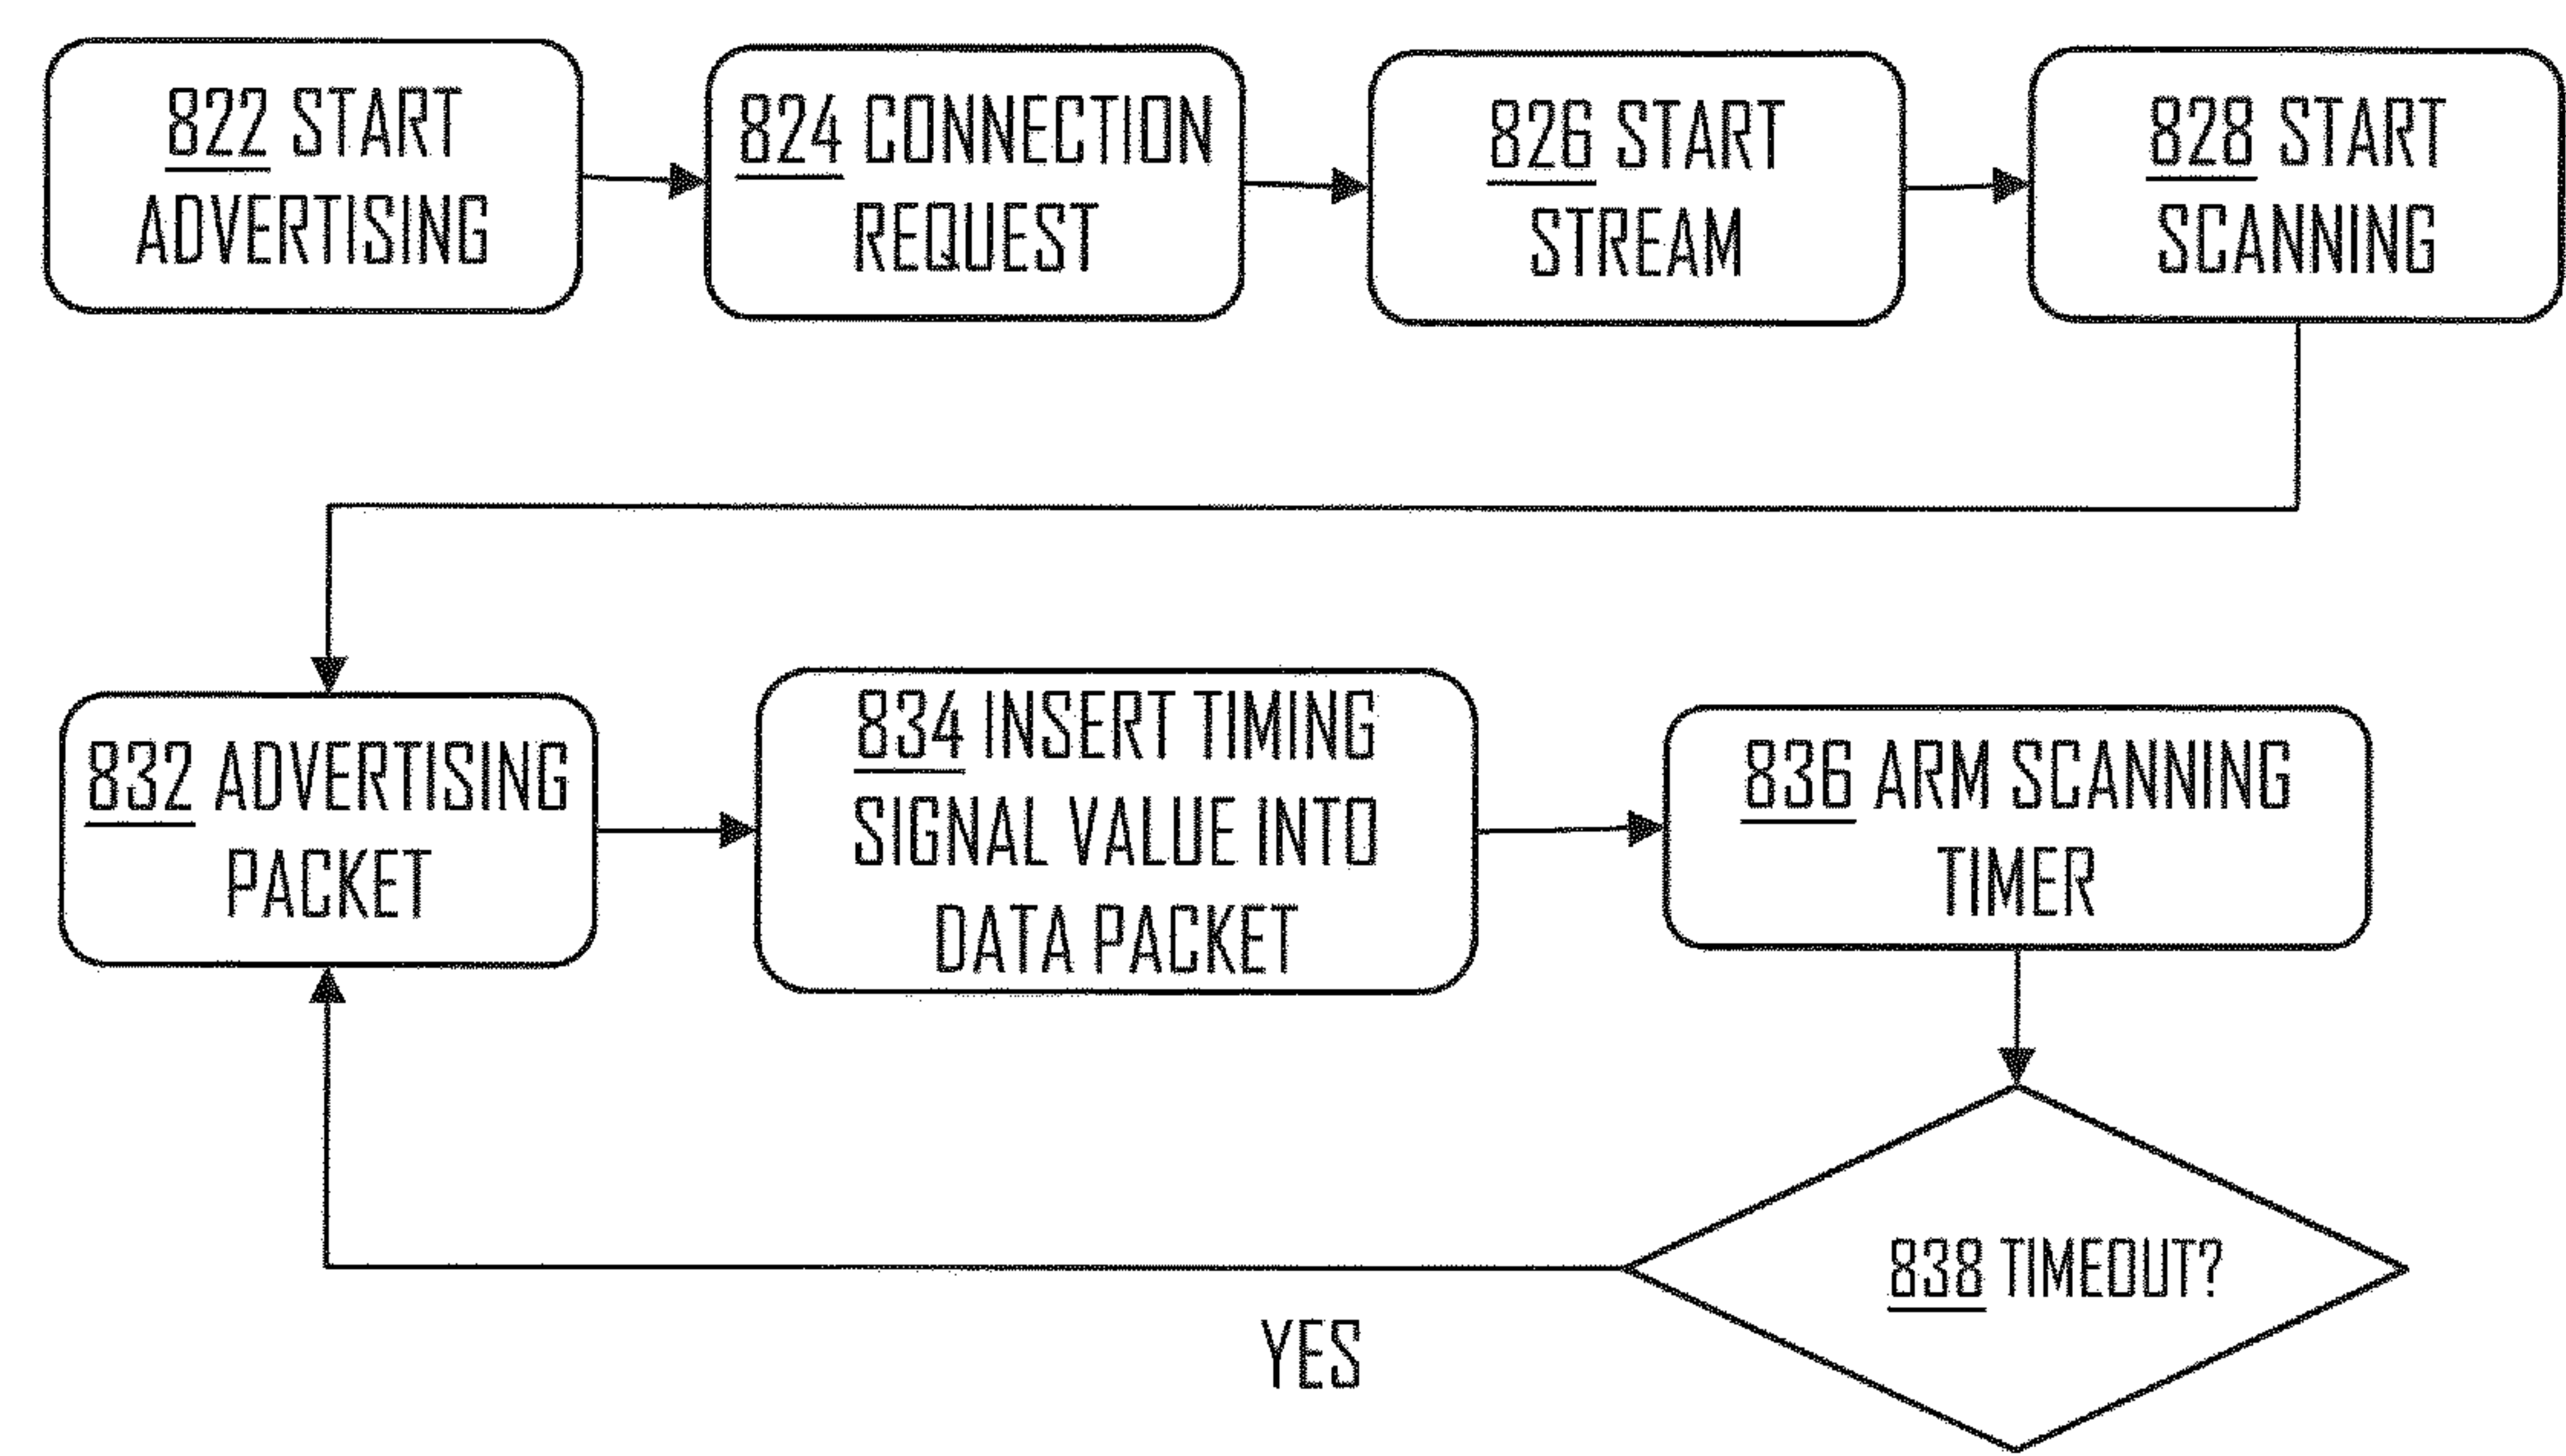 822 START
ADVERTISING
824 CONNECTION
REQUEST
826 START
STREAM
828 START
SCANNING
832 ADVERTISING
PACKET
834 INSERT TIMING
SIGNAL VALUE INTO
DATA PACKET
836 ARM SCANNING
TIMER
838 TIMEOUT?
YES